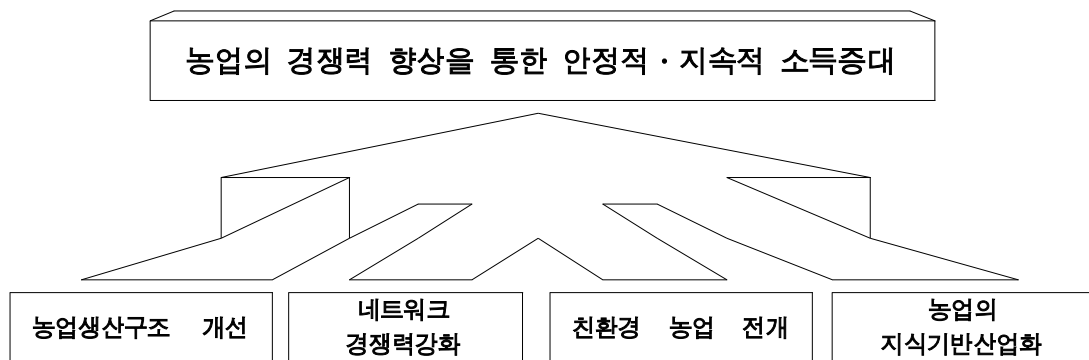 농업의 경쟁력 향상을 통한 안정적·지속적 소득증대
농업생산구조 개선
네트워크
경쟁력강화
친환경 농업 전개
농업의
지식기반산업화